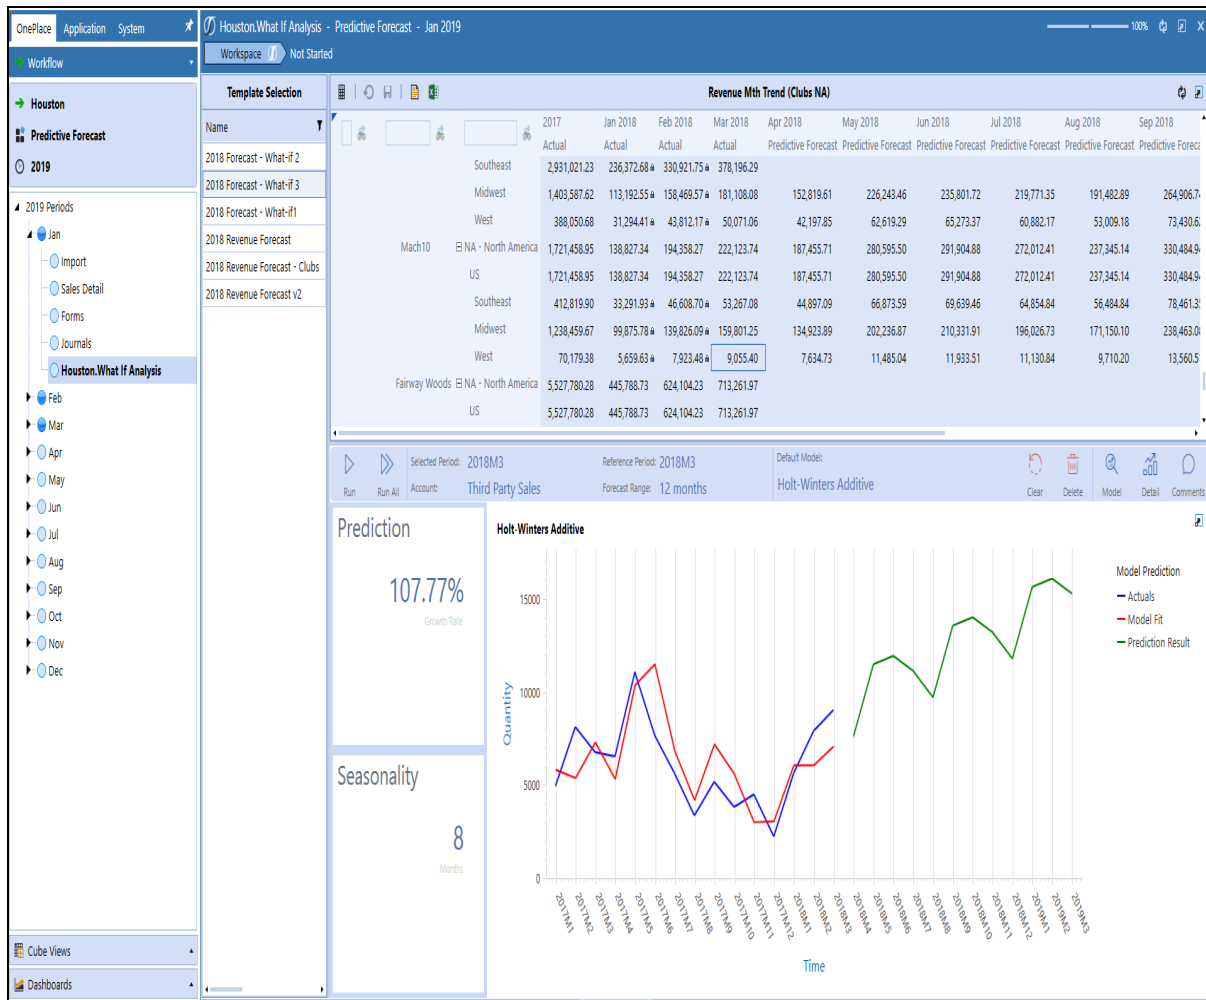 OnePlace Application System
Houston.What If Analysis - Predictive Forecast - Jan 2019
100%
Workspace Not Started
Workflow
Houston
Predictive Forecast
2019
2019 Periods
Jan
Import
Sales Detail
Forms
Journals
Houston.What If Analysis
Feb
Mar
Apr
May
Jun
Jul
Aug
Sep
Oct
Nov
Dec
Cube Views
Dashboards
Template Selection
Name
2018 Forecast - What-if 2
2018 Forecast - What-if 3
2018 Forecast - What-if1
2018 Revenue Forecast
2018 Revenue Forecast - Clubs
2018 Revenue Forecast v2
Revenue Mth Trend (Clubs NA)
2017 Jan 2018 Feb 2018 Mar 2018 Apr 2018 May 2018 Jun 2018 Jul 2018 Aug 2018 Sep 2018
Actual Actual Actual Actual Predictive Forecast Predictive Forecast Predictive Forecast Predictive Forecast Predictive Forecast Predictive Foreca
Southeast 2,931,021.23 236,372.68 330,921.75 378,196.29
Midwest 1,403,587.62 113,192.55 158,469.57 181,108.08 152,819.61 226,243.46 235,801.72 219,771.35 191,482.89 264,906.74
West 388,050.68 31,294.41 43,812.17 50,071.06 42,197.85 62,619.29 65,273.37 60,882.17 53,009.18 73,430.62
Mach10 NA - North America 1,721,458.95 138,827.34 194,358.27 222,123.74 187,455.71 280,595.50 291,904.88 272,012.41 237,345.14 330,484.94
US 1,721,458.95 138,827.34 194,358.27 222,123.74 187,455.71 280,595.50 291,904.88 272,012.41 237,345.14 330,484.94
Southeast 412,819.90 33,291.93 46,608.70 53,267.08 44,897.09 66,873.59 69,639.46 64,854.84 56,484.84 78,461.35
Midwest 1,238,459.67 99,875.78 139,826.09 159,801.25 134,923.89 202,236.87 210,331.91 196,026.73 171,150.10 238,463.08
West 70,179.38 5,659.63 7,923.48 9,055.40 7,634.73 11,485.04 11,933.51 11,130.84 9,710.20 13,560.5
Fairway Woods NA - North America 5,527,780.28 445,788.73 624,104.23 713,261.97
US 5,527,780.28 445,788.73 624,104.23 713,261.97
Selected Period: 2018M3 Reference Period: 2018M3 Default Model:
Account: Third Party Sales Forecast Range: 12 months Holt-Winters Additive
Run Run All Clear Delete Model Detail Comments
Prediction
107.77%
Growth Rate
Seasonality
8
Months
Holt-Winters Additive
Model Prediction
Actuals
Model Fit
Prediction Result
Quantity
15000
10000
5000
0
2017M1 2017M2 2017M3 2017M4 2017M5 2017M6 2017M7 2017M8 2017M9 2017M10 2017M11 2017M12 2018M1 2018M2 2018M3 2018M4 2018M5 2018M6 2018M7 2018M8 2018M9 2018M10 2018M11 2018M12 2019M1 2019M2 2019M3
Time